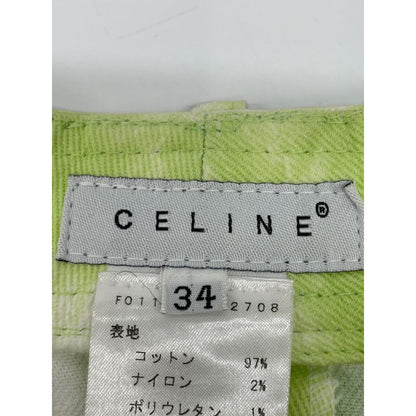 CELINE®
34
F011 2708
表地
コットン 97%
ナイロン 2%
ポリウレタン 1%